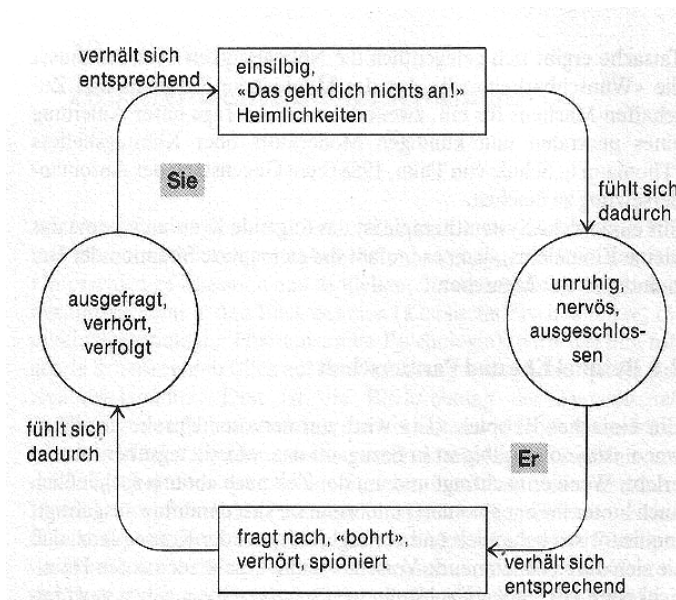 verhält sich
entsprechend
einsilbig,
«Das geht dich nichts an!»
Heimlichkeiten
Sie
fühlt sich
dadurch
ausgefragt,
verhört,
verfolgt
unruhig,
nervös,
ausgeschlos-
sen
fühlt sich
dadurch
Er
fragt nach, «bohrt»,
verhört, spioniert
verhält sich
entsprechend